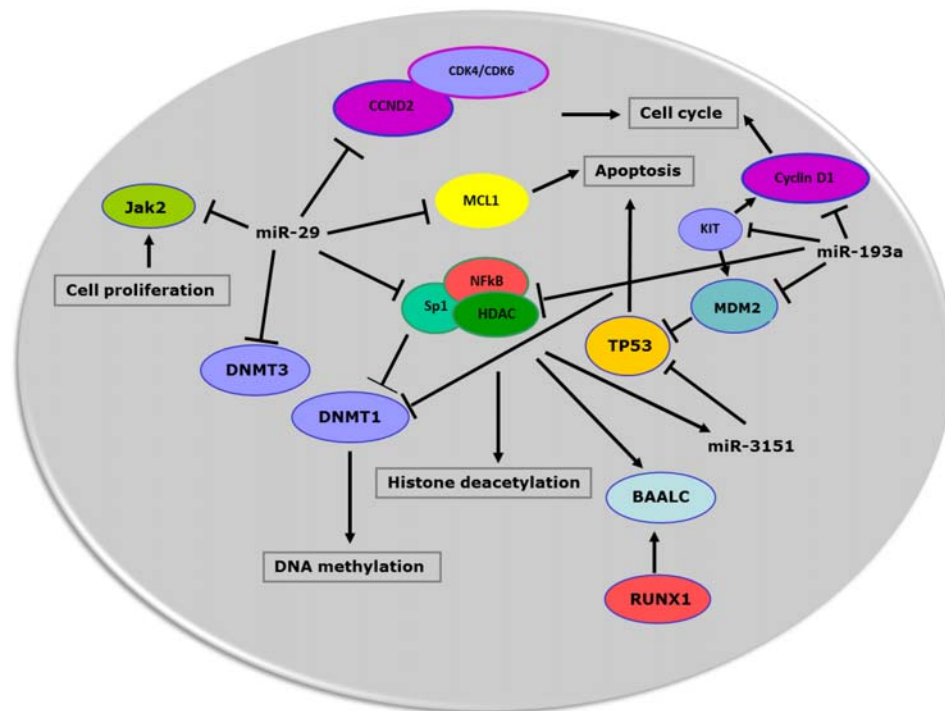 CDK4/CDK6
CCND2
Cell cycle
Apoptosis
Cyclin D1
MCL1
Jak2
KIT
miR-29
miR-193a
Cell proliferation
NFkB
Sp1
HDAC
MDM2
TP53
DNMT3
DNMT1
miR-3151
Histone deacetylation
BAALC
DNA methylation
RUNX1